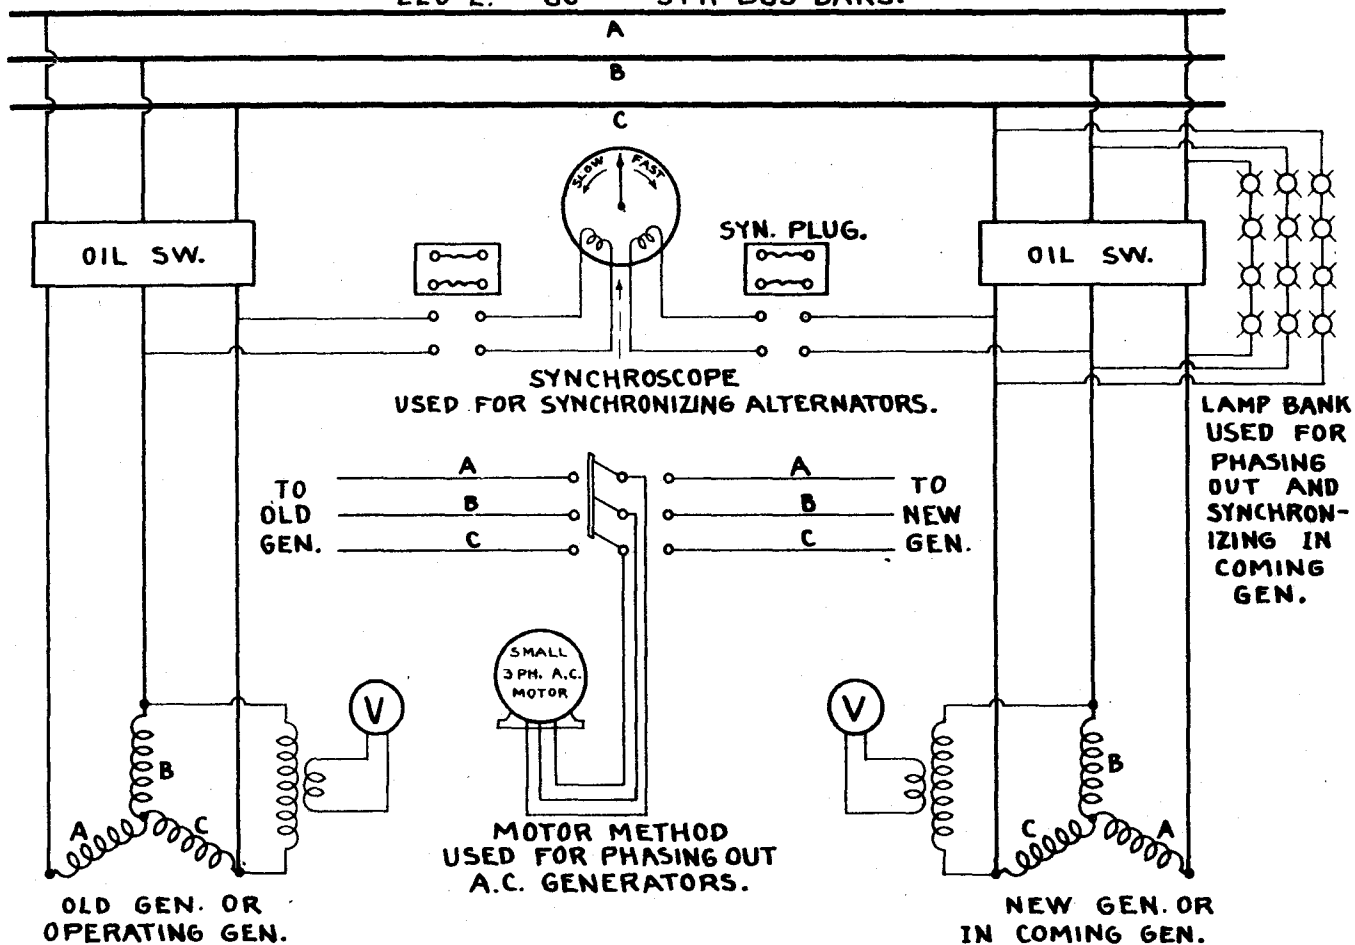 A
B
C
SLOW
FAST
OIL SW.
SYN. PLUG.
OIL SW.
SYNCHROSCOPE
USED FOR SYNCHRONIZING ALTERNATORS.
LAMP BANK
USED FOR
PHASING
OUT AND
SYNCHRON-
IZING IN
COMING
GEN.
TO
OLD
GEN.
A
B
C
A
B
C
TO
NEW
GEN.
SMALL
3 PH. A.C.
MOTOR
V
V
B
A
C
B
C
A
MOTOR METHOD
USED FOR PHASING OUT
A.C. GENERATORS.
OLD GEN. OR
OPERATING GEN.
NEW GEN. OR
IN COMING GEN.